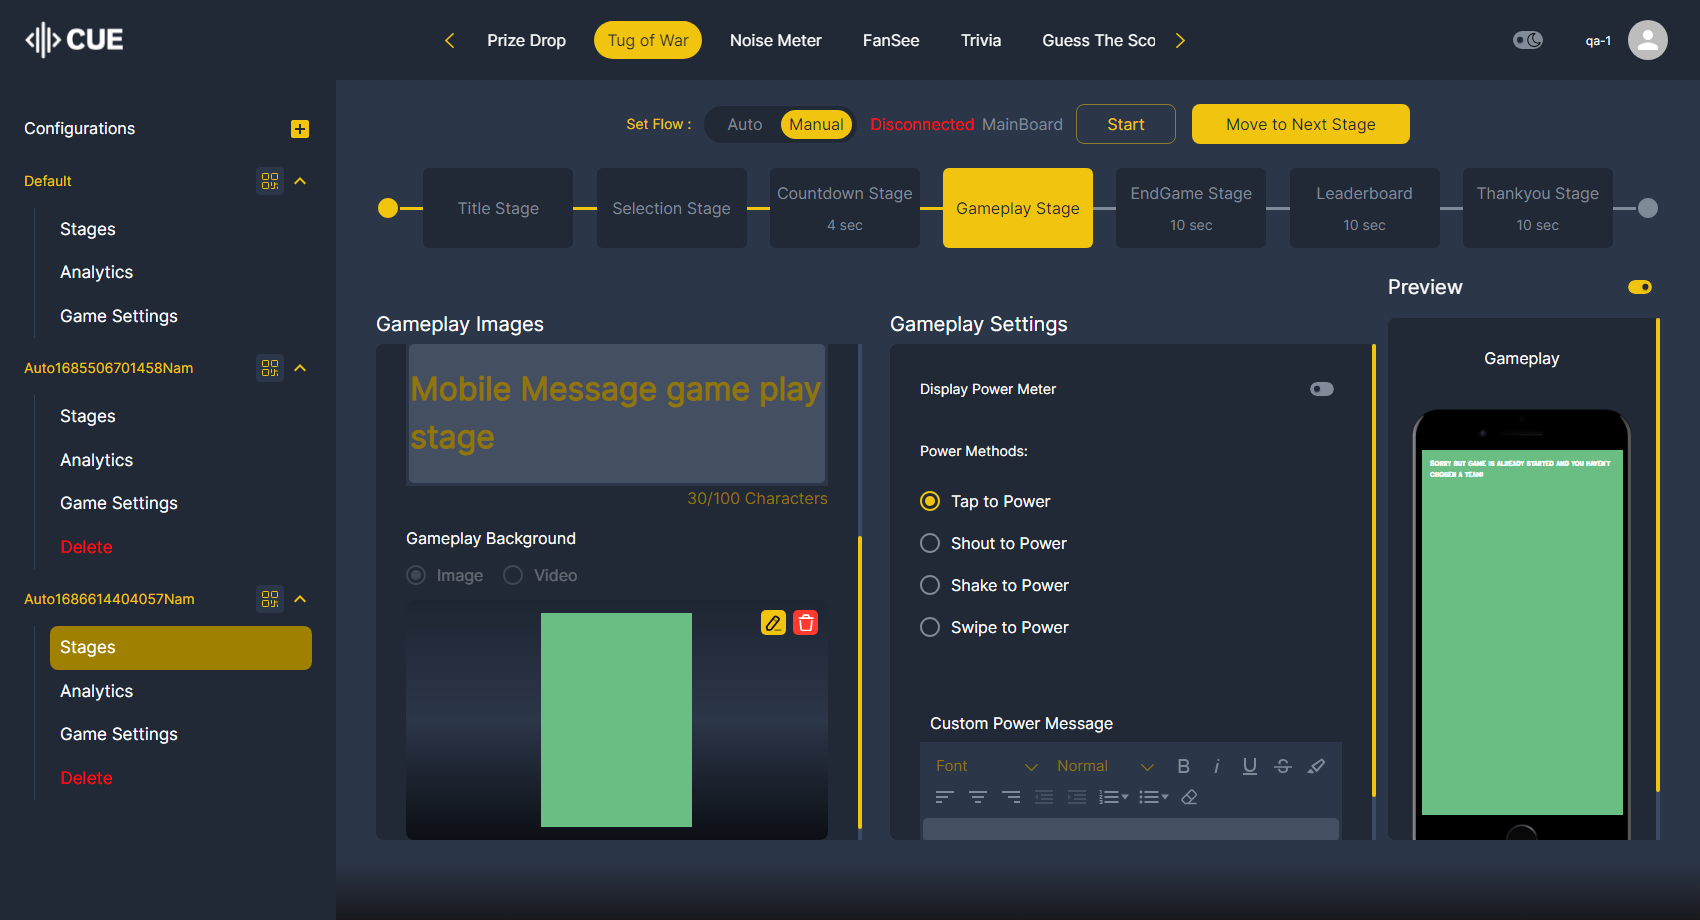 CUE
Prize Drop
Tug of War
Noise Meter
FanSee
Trivia
Guess The Sco
qa-1
Configurations
Default
Stages
Analytics
Game Settings
Auto1685506701458Nam
Stages
Analytics
Game Settings
Delete
Auto1686614404057Nam
Stages
Analytics
Game Settings
Delete
Set Flow :
Auto
Manual
Disconnected MainBoard
Start
Move to Next Stage
Title Stage
Selection Stage
Countdown Stage
4 sec
Gameplay Stage
EndGame Stage
10 sec
Leaderboard
10 sec
Thankyou Stage
10 sec
Gameplay Images
Mobile Message game play
stage
30/100 Characters
Gameplay Background
Image
Video
Gameplay Settings
Display Power Meter
Power Methods:
Tap to Power
Shout to Power
Shake to Power
Swipe to Power
Custom Power Message
Font
Normal
Preview
Gameplay
Sorry but game is already started and you haven't
chosen a team!